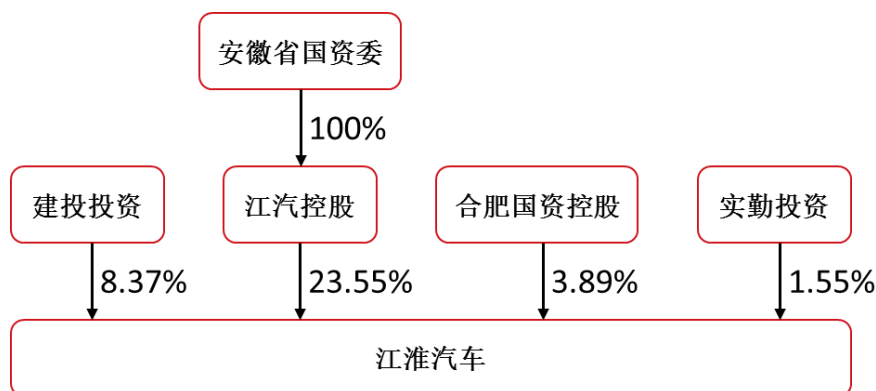 安徽省国资委
100%
建投投资
江汽控股
合肥国资控股
实勤投资
8.37%
23.55%
3.89%
1.55%
江淮汽车